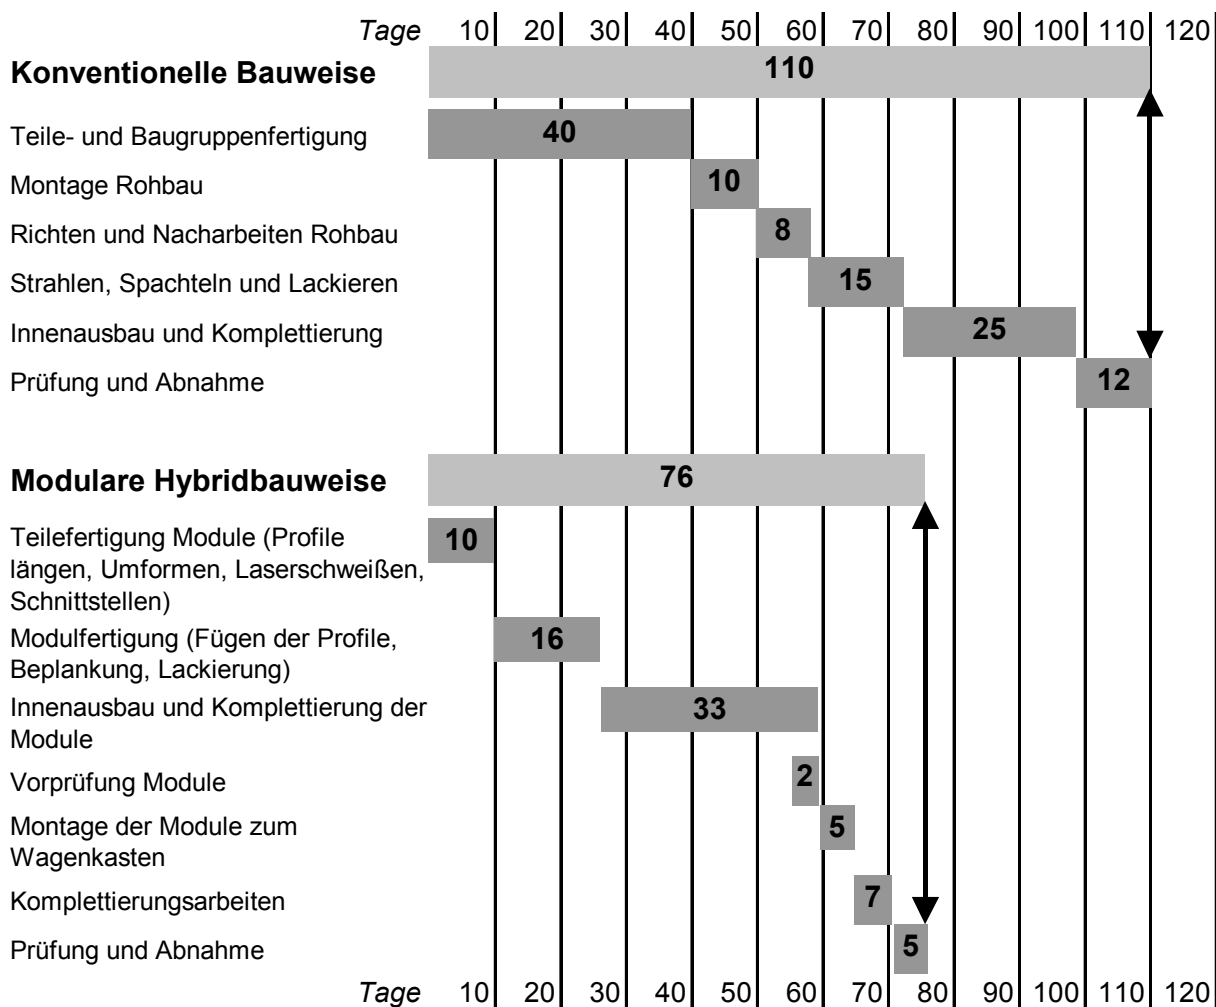 Tage 10 20 30 40 50 60 70 80 90 100 110 120
Konventionelle Bauweise 110
Teile- und Baugruppenfertigung 40
Montage Rohbau 10
Richten und Nacharbeiten Rohbau 8
Strahlen, Spachteln und Lackieren 15
Innenausbau und Komplettierung 25
Prüfung und Abnahme 12
Modulare Hybridbauweise 76
Teilefertigung Module (Profile 10
längen, Umformen, Laserschweißen,
Schnittstellen)
Modulfertigung (Fügen der Profile, 16
Beplankung, Lackierung)
Innenausbau und Komplettierung der 33
Module
Vorprüfung Module 2
Montage der Module zum 5
Wagenkasten
Komplettierungsarbeiten 7
Prüfung und Abnahme 5
Tage 10 20 30 40 50 60 70 80 90 100 110 120